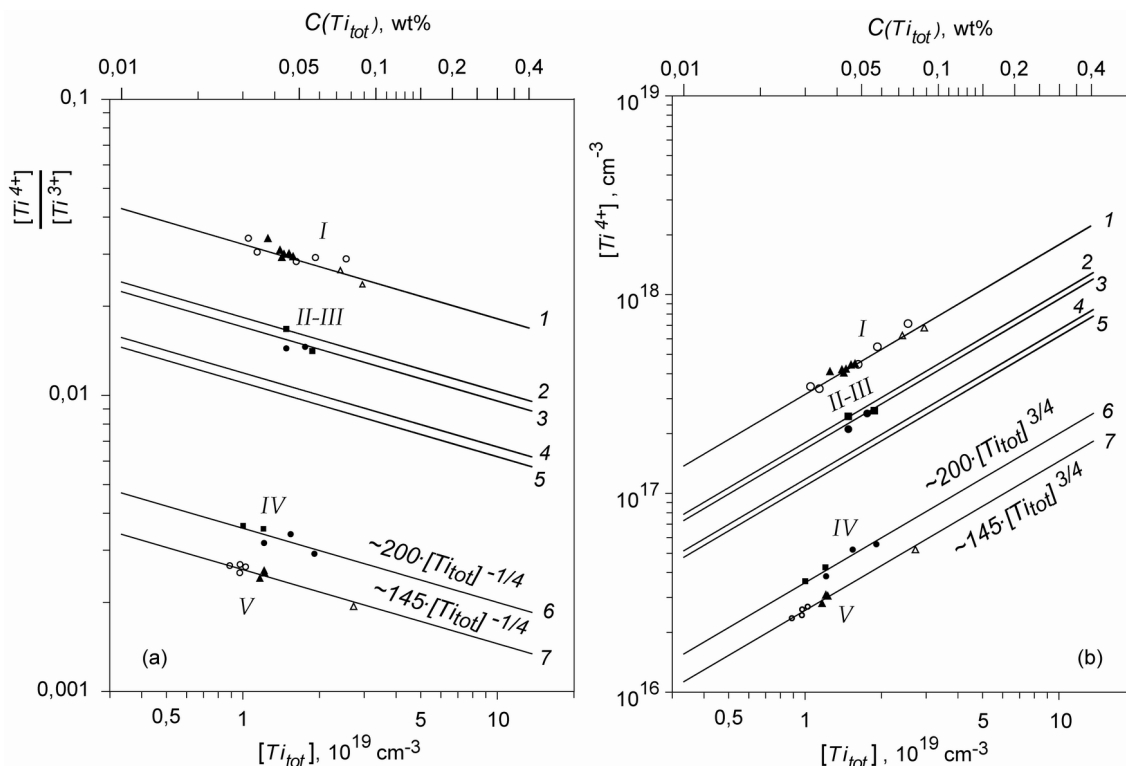 C(Ti_tot), wt%
0,01 0,05 0,1 0,2 0,4
0,1
[Ti^4+]
[Ti^3+]
I
1
II-III
0,01
2
3
4
5
IV
~200·[Ti_tot]^-1/4
~145·[Ti_tot]^-1/4
V
6
7
(a)
0,001
0,5 1 5 10
[Ti_tot], 10^19 cm^-3
C(Ti_tot), wt%
0,01 0,05 0,1 0,2 0,4
10^19
[Ti^4+], cm^-3
1
10^18
2
3
I
4
5
II-III
~200·[Ti_tot]^3/4
6
10^17
7
IV
~145·[Ti_tot]^3/4
V
(b)
10^16
0,5 1 5 10
[Ti_tot], 10^19 cm^-3